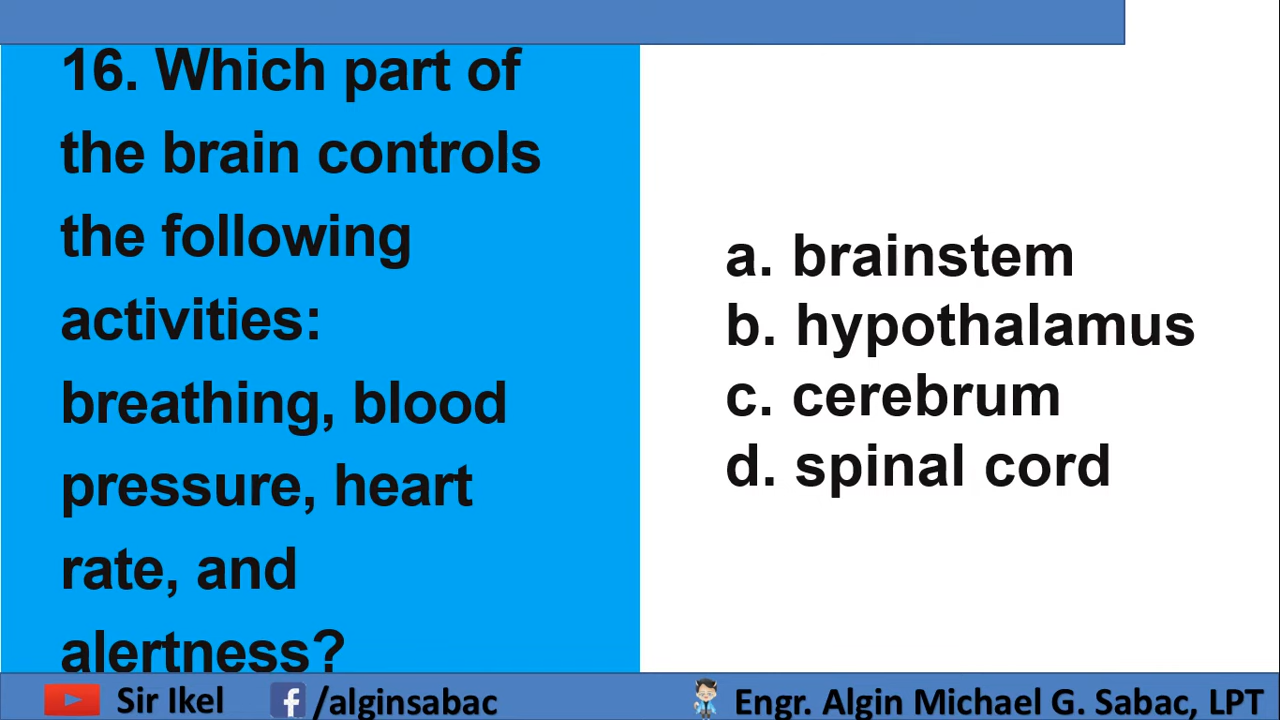 16. Which part of
the brain controls
the following
activities:
breathing, blood
pressure, heart
rate, and
alertness?
a. brainstem
b. hypothalamus
c. cerebrum
d. spinal cord
Sir Ikel
/alginsabac
Engr. Algin Michael G. Sabac, LPT